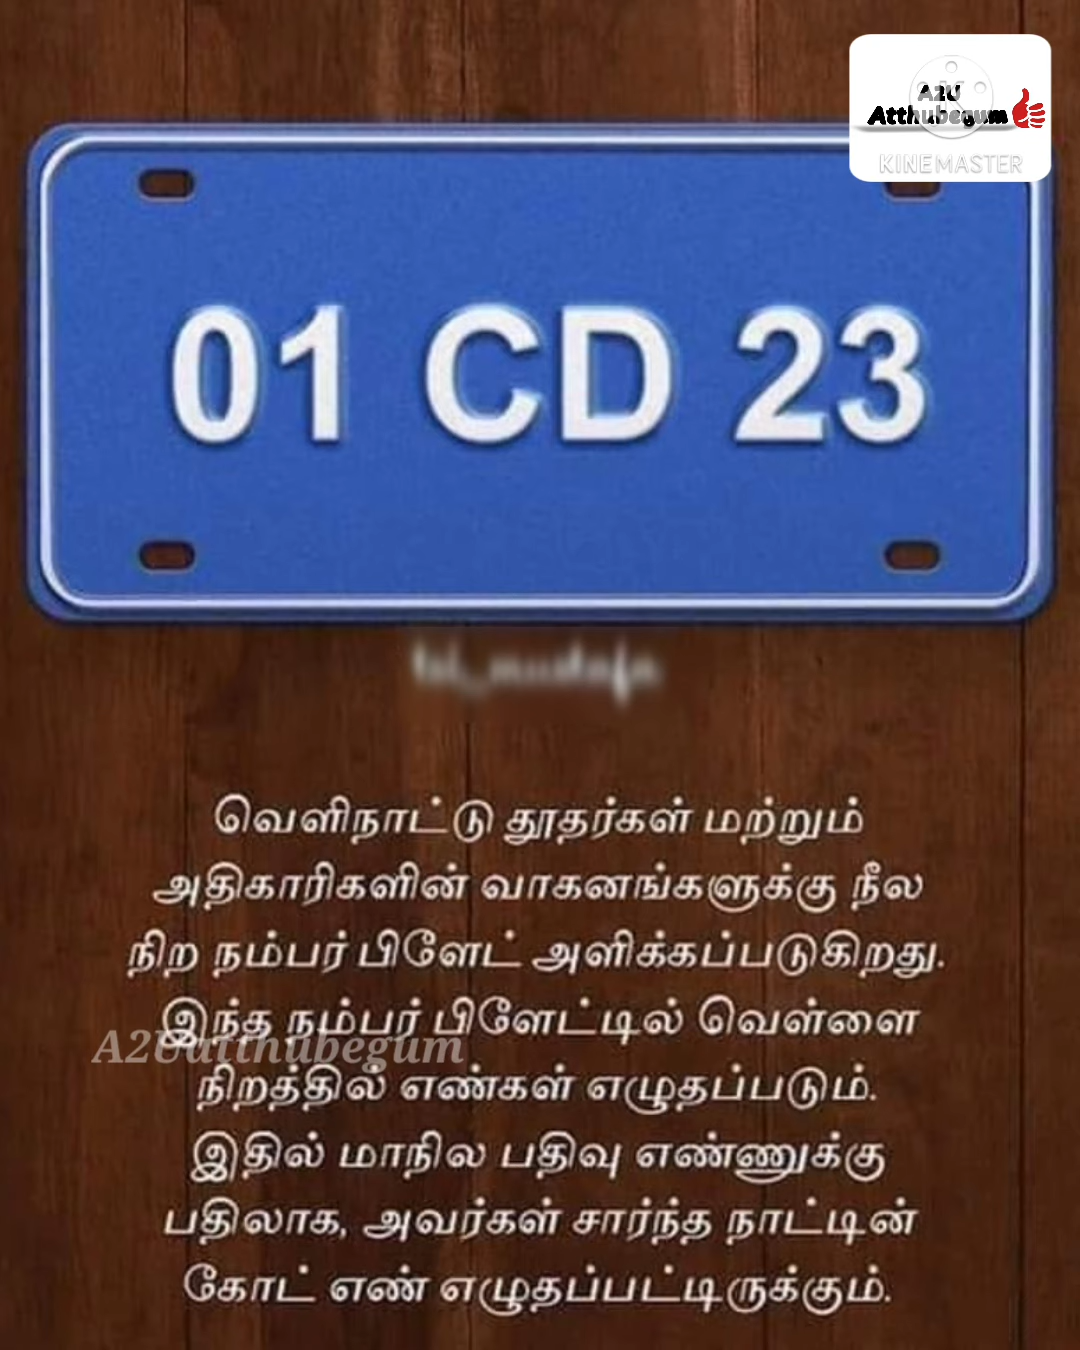 A2U
Atthubegum
KINEMASTER
01 CD 23
வெளிநாட்டு தூதர்கள் மற்றும்
அதிகாரிகளின் வாகனங்களுக்கு நீல
நிற நம்பர் பிளேட் அளிக்கப்படுகிறது.
இந்த நம்பர் பிளேட்டில் வெள்ளை
A2Uatthubegum
நிறத்தில் எண்கள் எழுதப்படும்.
இதில் மாநில பதிவு எண்ணுக்கு
பதிலாக, அவர்கள் சார்ந்த நாட்டின்
கோட் எண் எழுதப்பட்டிருக்கும்.